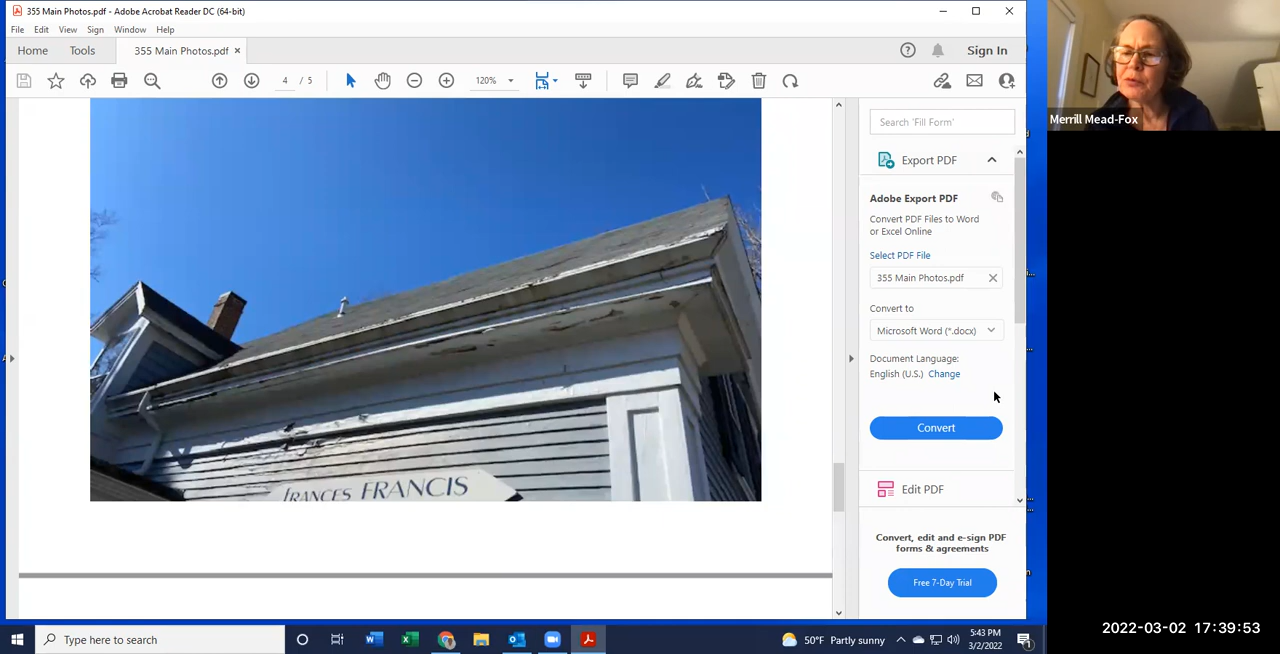 355 Main Photos.pdf - Adobe Acrobat Reader DC (64-bit)
File Edit View Sign Window Help
Home Tools 355 Main Photos.pdf × Sign In
4 / 5 120%
Search 'Fill Form'
Export PDF
Adobe Export PDF
Convert PDF Files to Word
or Excel Online
Select PDF File
355 Main Photos.pdf
Convert to
Microsoft Word (*.docx)
Document Language:
English (U.S.) Change
Convert
Edit PDF
Convert, edit and e-sign PDF
forms & agreements
Free 7-Day Trial
FRANCES FRANCIS
Merrill Mead-Fox
Type here to search
50°F Partly sunny
5:43 PM
3/2/2022
1
2022-03-02 17:39:53